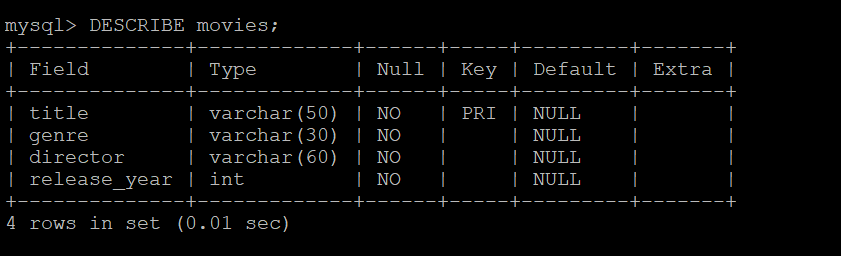 mysql> DESCRIBE movies;
+--------------+-------------+------+-----+---------+-------+
| Field        | Type        | Null | Key | Default | Extra |
+--------------+-------------+------+-----+---------+-------+
| title        | varchar(50) | NO   | PRI | NULL    |       |
| genre        | varchar(30) | NO   |     | NULL    |       |
| director     | varchar(60) | NO   |     | NULL    |       |
| release_year | int         | NO   |     | NULL    |       |
+--------------+-------------+------+-----+---------+-------+
4 rows in set (0.01 sec)